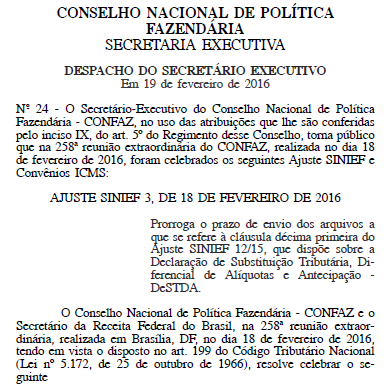 CONSELHO NACIONAL DE POLÍTICA
FAZENDÁRIA
SECRETARIA EXECUTIVA
DESPACHO DO SECRETÁRIO EXECUTIVO
Em 19 de fevereiro de 2016
Nº 24 - O Secretário-Executivo do Conselho Nacional de Política
Fazendária - CONFAZ, no uso das atribuições que lhe são conferidas
pelo inciso IX, do art. 5º do Regimento desse Conselho, torna público
que na 258ª reunião extraordinária do CONFAZ, realizada no dia 18
de fevereiro de 2016, foram celebrados os seguintes Ajuste SINIEF e
Convênios ICMS:
AJUSTE SINIEF 3, DE 18 DE FEVEREIRO DE 2016
Prorroga o prazo de envio dos arquivos a
que se refere à cláusula décima primeira do
Ajuste SINIEF 12/15, que dispõe sobre a
Declaração de Substituição Tributária, Di-
ferencial de Alíquotas e Antecipação -
DeSTDA.
O Conselho Nacional de Política Fazendária - CONFAZ e o
Secretário da Receita Federal do Brasil, na 258ª reunião extraor-
dinária, realizada em Brasília, DF, no dia 18 de fevereiro de 2016,
tendo em vista o disposto no art. 199 do Código Tributário Nacional
(Lei nº 5.172, de 25 de outubro de 1966), resolve celebrar o se-
guinte